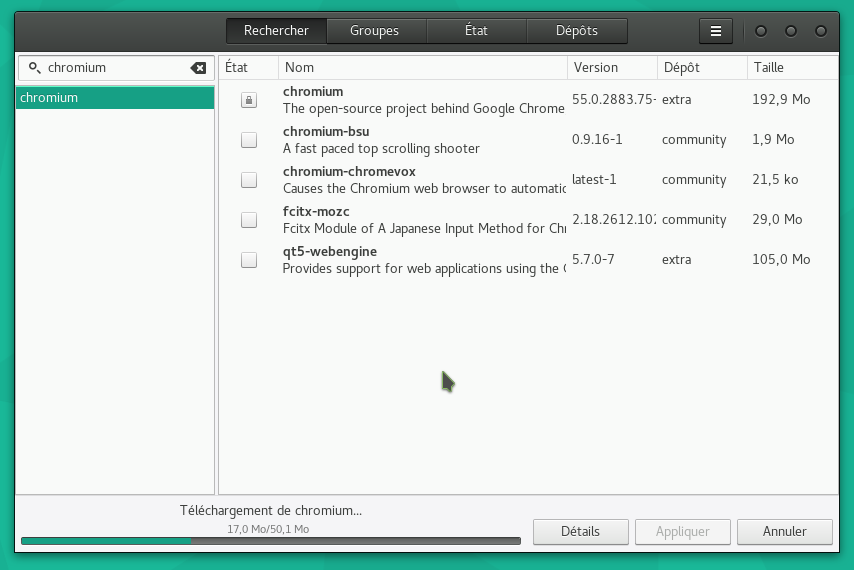 Rechercher Groupes État Dépôts
chromium
chromium
État Nom Version Dépôt Taille
chromium
The open-source project behind Google Chrome
55.0.2883.75- extra 192,9 Mo
chromium-bsu
A fast paced top scrolling shooter
0.9.16-1 community 1,9 Mo
chromium-chromevox
Causes the Chromium web browser to automatic
latest-1 community 21,5 ko
fcitx-mozc
Fcitx Module of A Japanese Input Method for Chr
2.18.2612.102 community 29,0 Mo
qt5-webengine
Provides support for web applications using the C
5.7.0-7 extra 105,0 Mo
Téléchargement de chromium...
17,0 Mo/50,1 Mo
Détails Appliquer Annuler